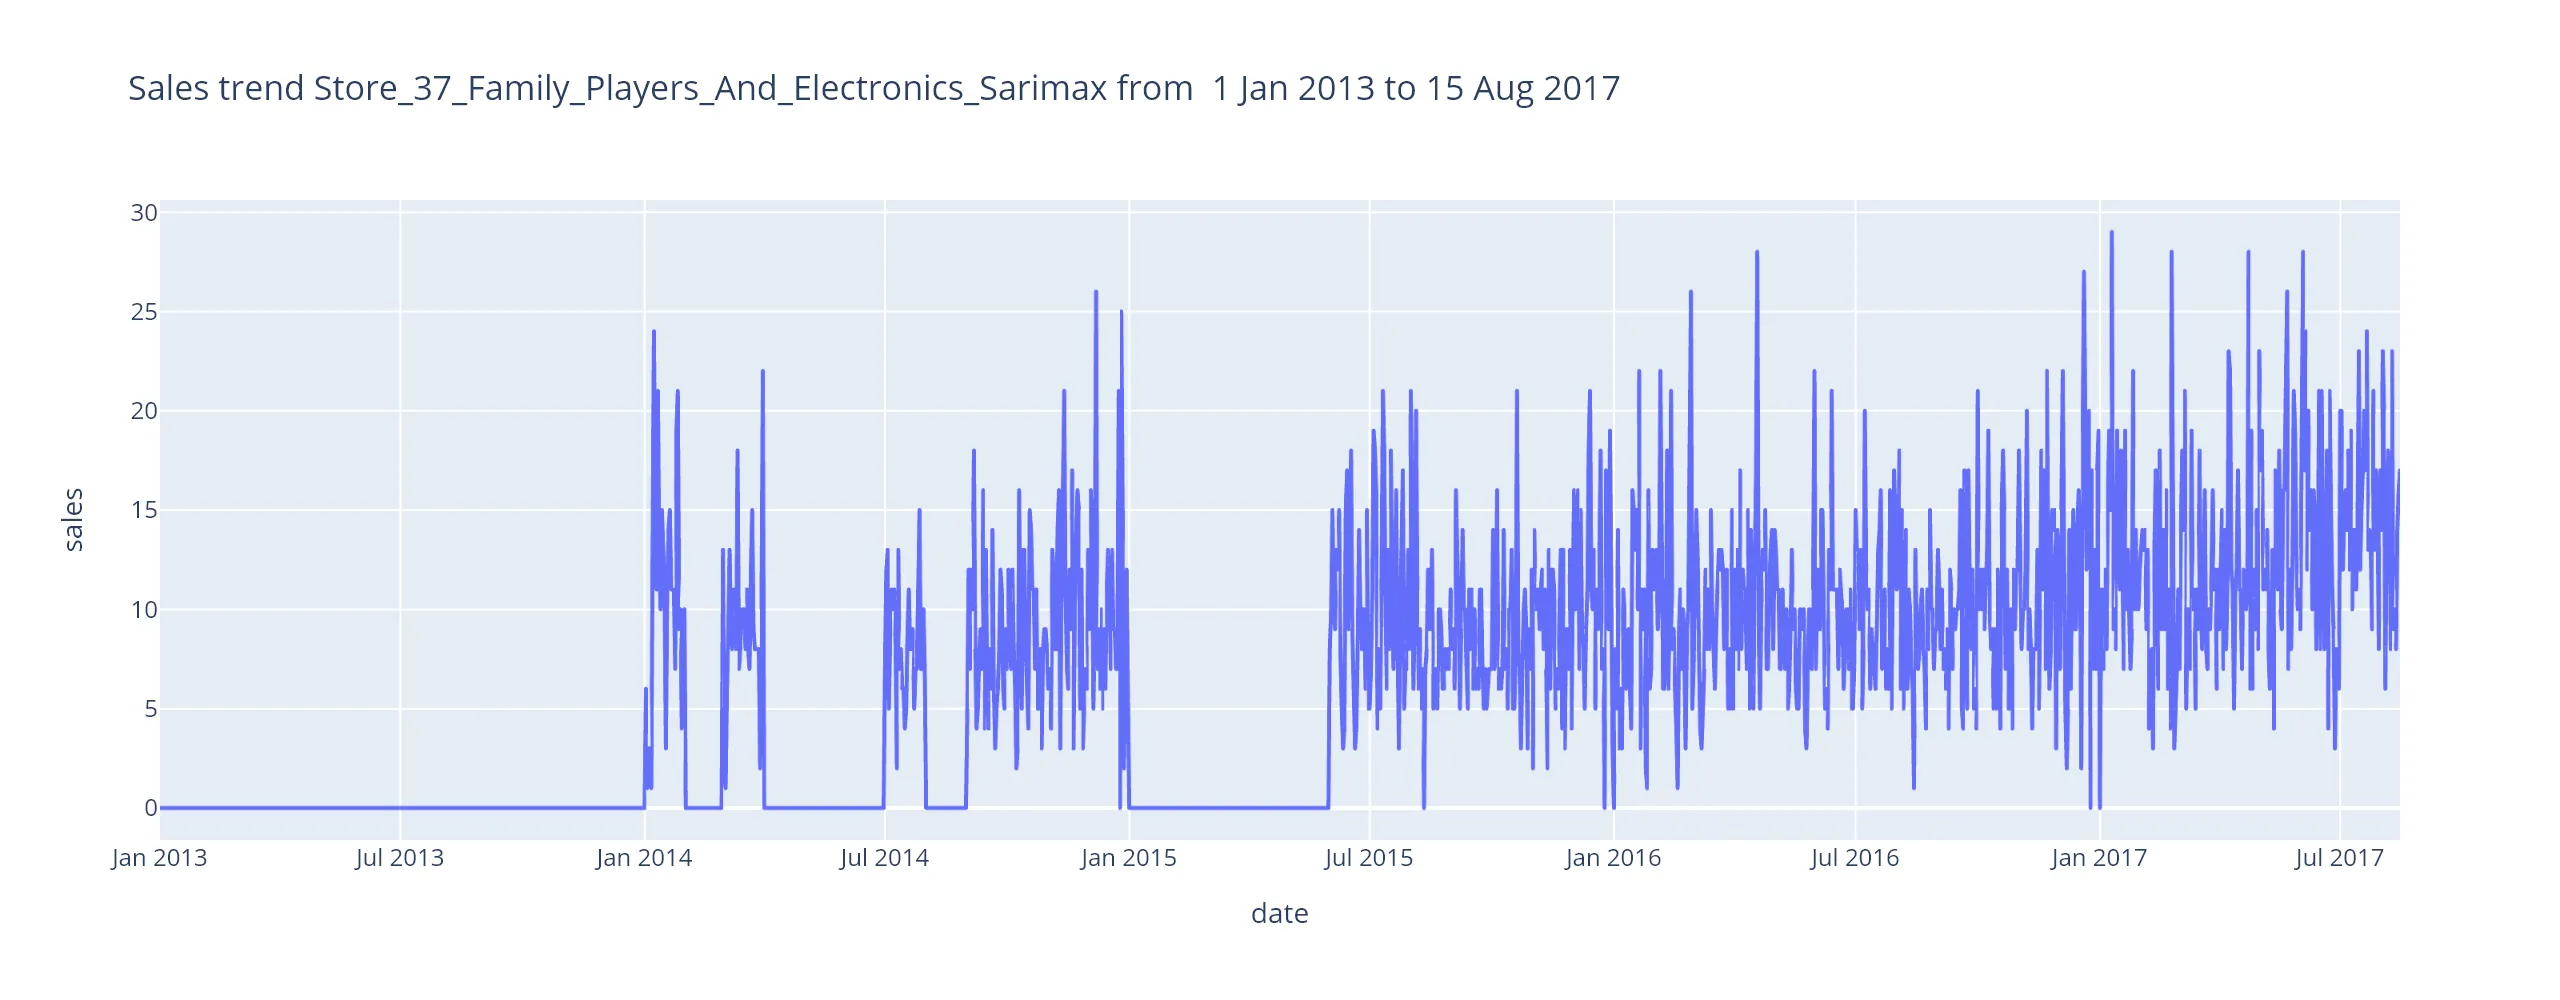 Sales trend Store_37_Family_Players_And_Electronics_Sarimax from  1 Jan 2013 to 15 Aug 2017
30
25
20
15
10
5
0
sales
Jan 2013 Jul 2013 Jan 2014 Jul 2014 Jan 2015 Jul 2015 Jan 2016 Jul 2016 Jan 2017 Jul 2017
date